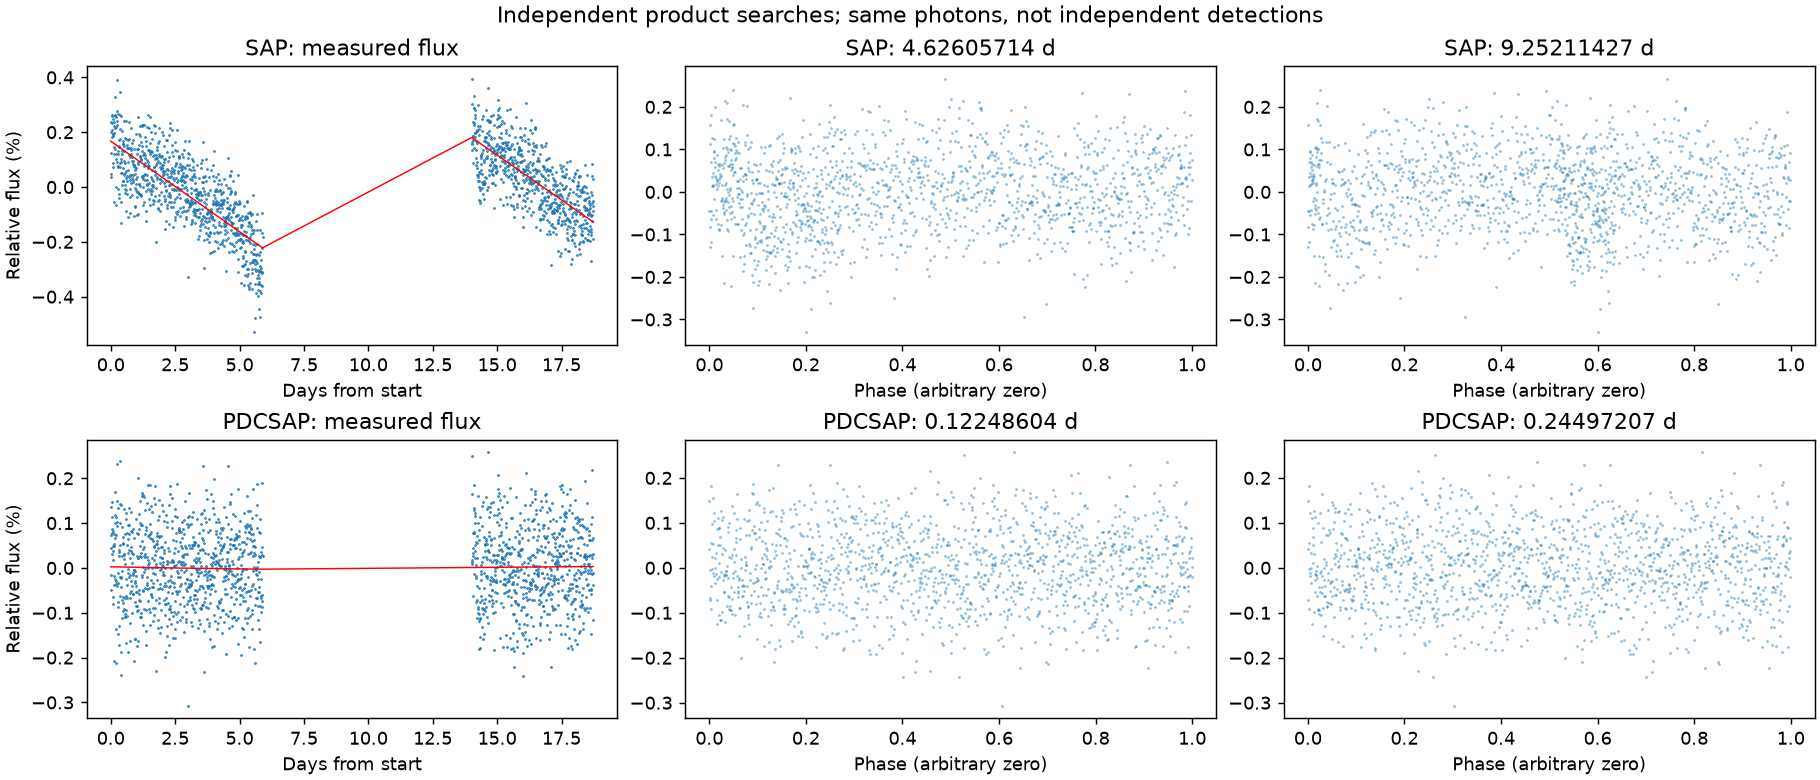 Independent product searches; same photons, not independent detections
SAP: measured flux
SAP: 4.62605714 d
SAP: 9.25211427 d
Relative flux (%)
0.4
0.2
0.0
−0.2
−0.4
0.0 2.5 5.0 7.5 10.0 12.5 15.0 17.5
Days from start
0.2
0.1
0.0
−0.1
−0.2
−0.3
0.0 0.2 0.4 0.6 0.8 1.0
Phase (arbitrary zero)
0.2
0.1
0.0
−0.1
−0.2
−0.3
0.0 0.2 0.4 0.6 0.8 1.0
Phase (arbitrary zero)
PDCSAP: measured flux
PDCSAP: 0.12248604 d
PDCSAP: 0.24497207 d
Relative flux (%)
0.2
0.1
0.0
−0.1
−0.2
−0.3
0.0 2.5 5.0 7.5 10.0 12.5 15.0 17.5
Days from start
0.2
0.1
0.0
−0.1
−0.2
−0.3
0.0 0.2 0.4 0.6 0.8 1.0
Phase (arbitrary zero)
0.2
0.1
0.0
−0.1
−0.2
−0.3
0.0 0.2 0.4 0.6 0.8 1.0
Phase (arbitrary zero)